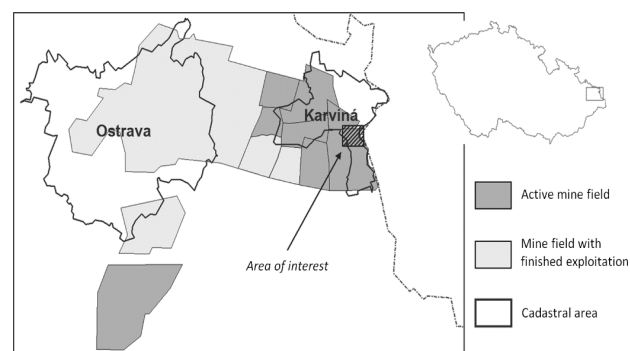 Ostrava
Karviná
Area of interest
Active mine field
Mine field with
finished exploitation
Cadastral area